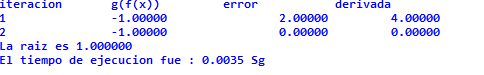 iteracion g(f(x)) error derivada
1 -1.00000 2.00000 4.00000
2 -1.00000 0.00000 0.00000
La raiz es 1.000000
El tiempo de ejecucion fue : 0.0035 Sg